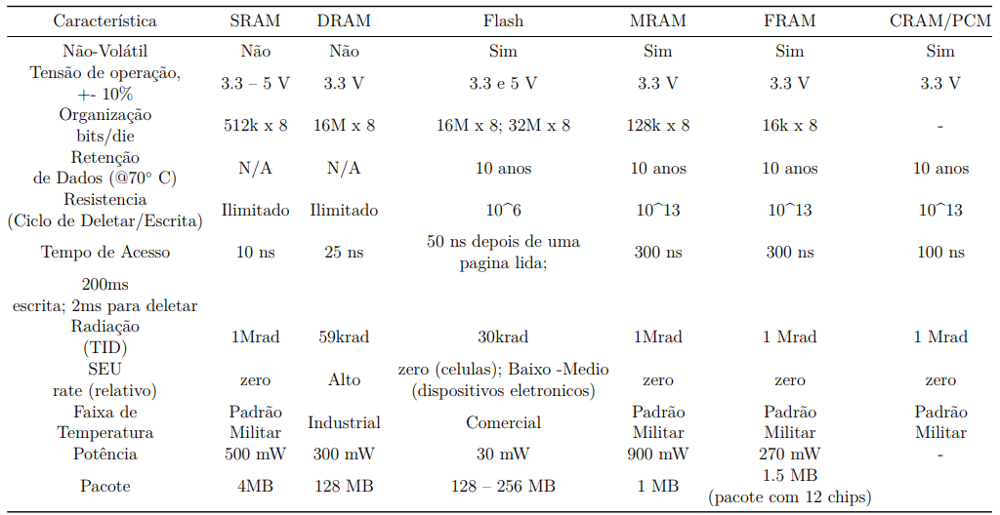 Característica SRAM DRAM Flash MRAM FRAM CRAM/PCM
Não-Volátil Não Não Sim Sim Sim Sim
Tensão de operação,
+- 10% 3.3 – 5 V 3.3 V 3.3 e 5 V 3.3 V 3.3 V 3.3 V
Organização
bits/die 512k x 8 16M x 8 16M x 8; 32M x 8 128k x 8 16k x 8 -
Retenção
de Dados (@70° C) N/A N/A 10 anos 10 anos 10 anos 10 anos
Resistencia
(Ciclo de Deletar/Escrita) Ilimitado Ilimitado 10^6 10^13 10^13 10^13
Tempo de Acesso 10 ns 25 ns 50 ns depois de uma
pagina lida; 300 ns 300 ns 100 ns
200ms
escrita; 2ms para deletar
Radiação
(TID) 1Mrad 59krad 30krad 1Mrad 1 Mrad 1 Mrad
SEU
rate (relativo) zero Alto zero (celulas); Baixo -Medio
(dispositivos eletronicos) zero zero zero
Faixa de
Temperatura Padrão
Militar Industrial Comercial Padrão
Militar Padrão
Militar Padrão
Militar
Potência 500 mW 300 mW 30 mW 900 mW 270 mW -
Pacote 4MB 128 MB 128 – 256 MB 1 MB 1.5 MB
(pacote com 12 chips)